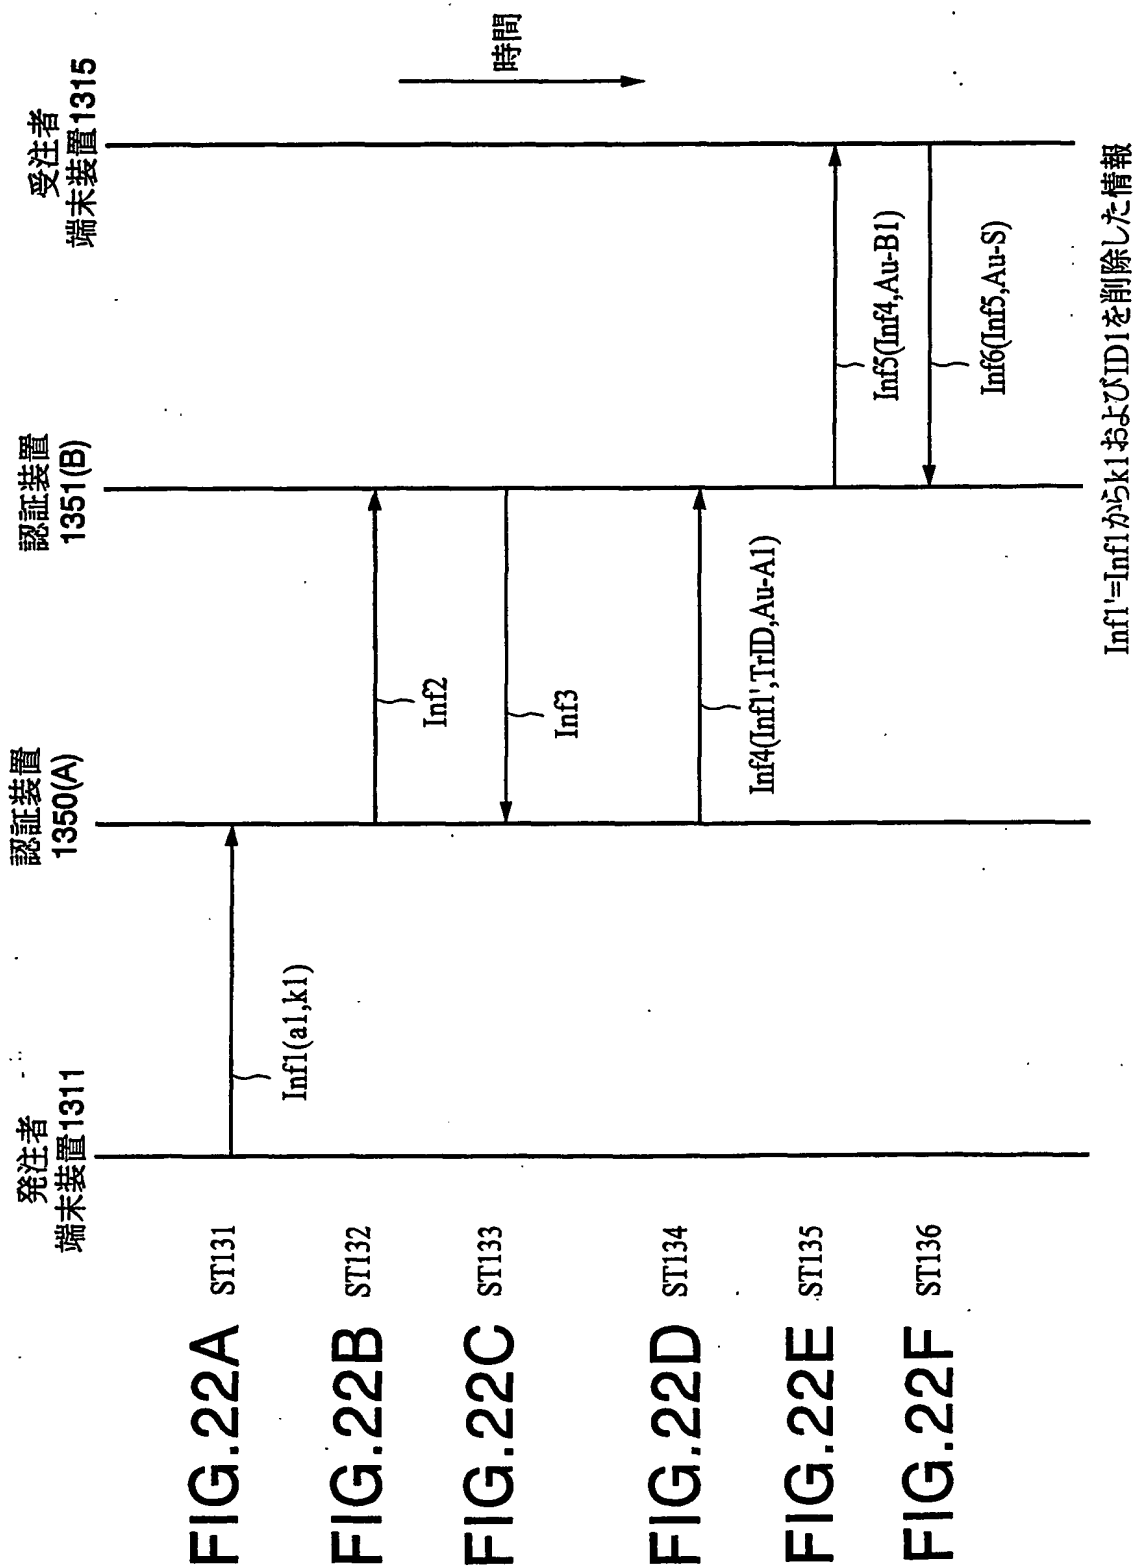 発注者
端末装置1311
認証装置
1350(A)
認証装置
1351(B)
受注者
端末装置1315
時間
FIG.22A ST131
Inf1(a1,k1)
FIG.22B ST132
Inf2
FIG.22C ST133
Inf3
FIG.22D ST134
Inf4(Inf1',TrID,Au-A1)
FIG.22E ST135
Inf5(Inf4,Au-B1)
FIG.22F ST136
Inf6(Inf5,Au-S)
Inf1'=Inf1からk1およびID1を削除した情報